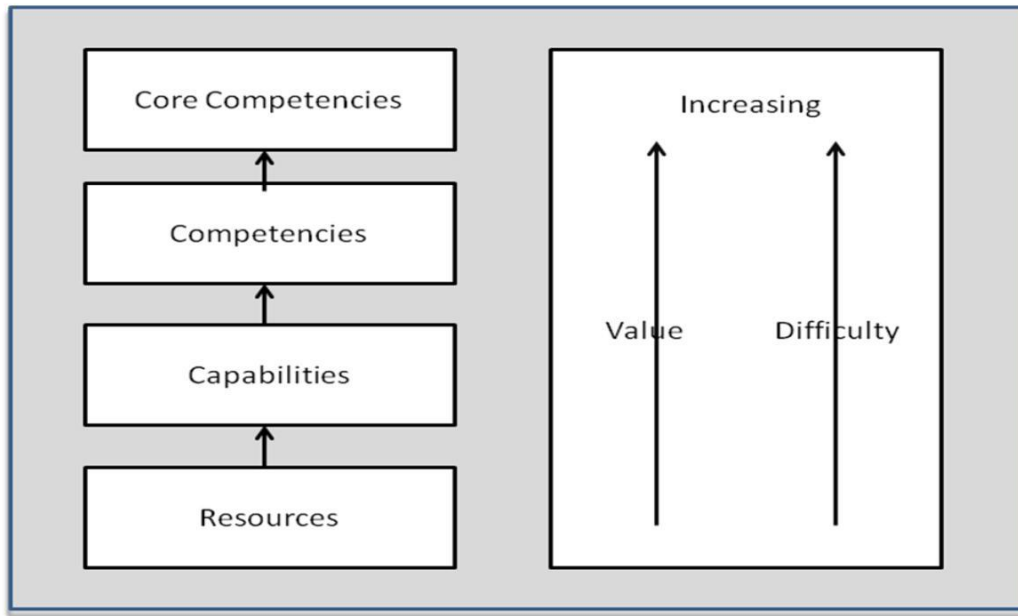 Core Competencies
Competencies
Capabilities
Resources
Increasing
Value
Difficulty